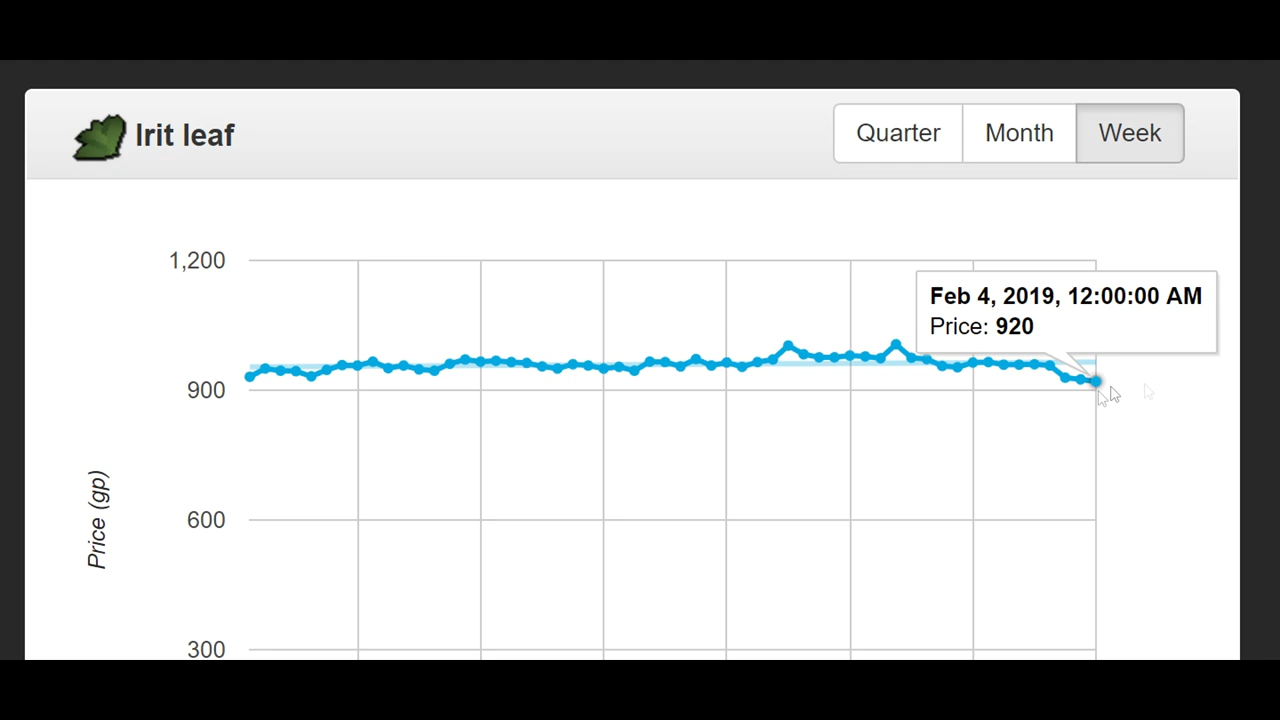 Irit leaf
Quarter
Month
Week
1,200
Feb 4, 2019, 12:00:00 AM
Price: 920
900
Price (gp)
600
300